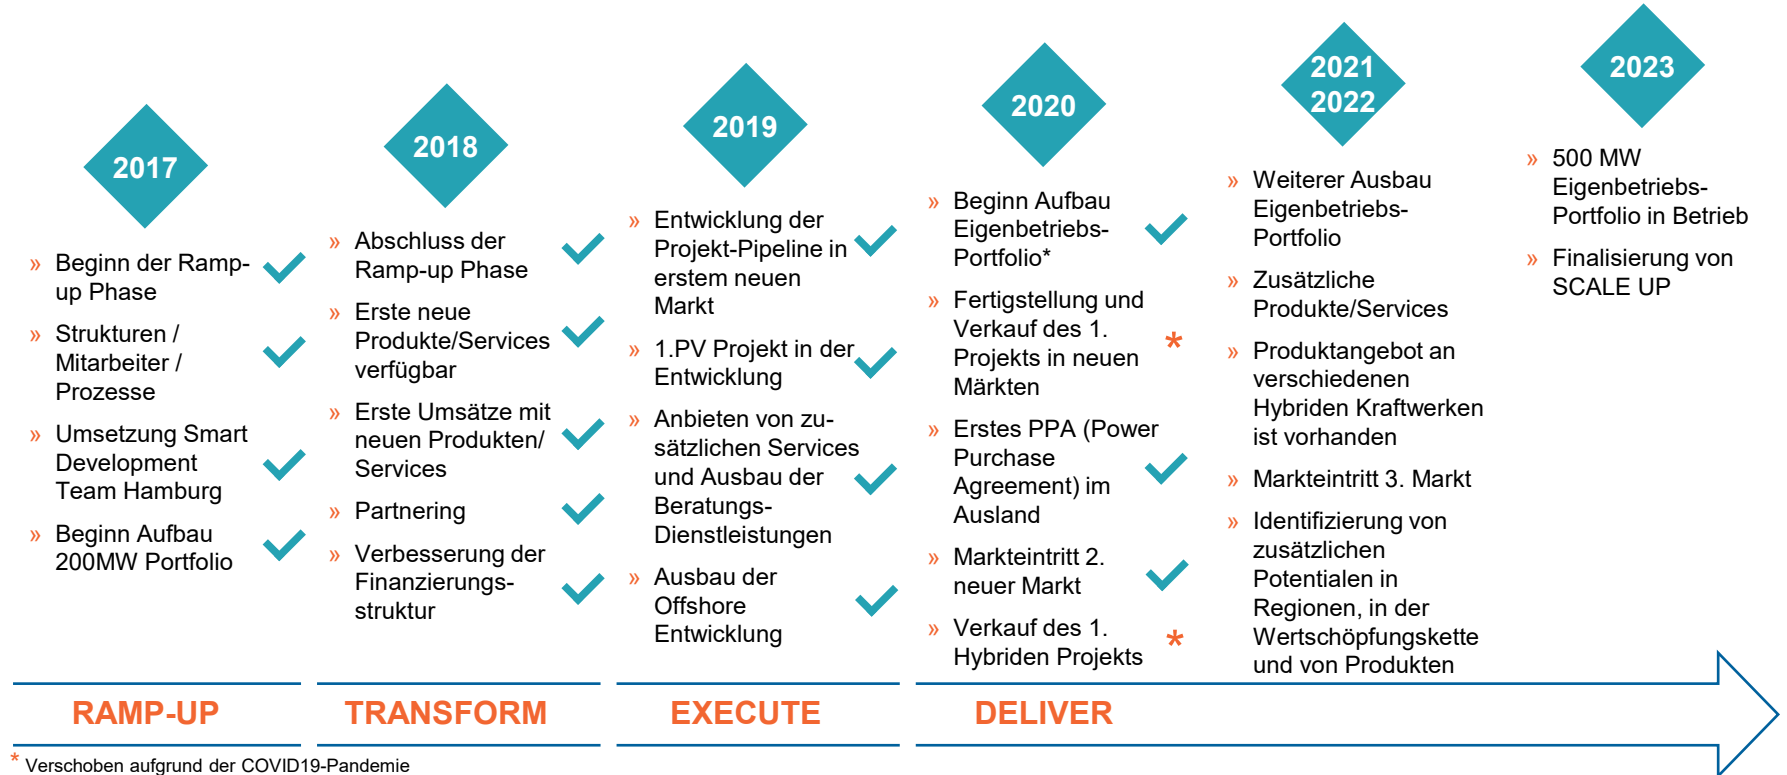 2017
» Beginn der Ramp-
up Phase
» Strukturen /
Mitarbeiter /
Prozesse
» Umsetzung Smart
Development
Team Hamburg
» Beginn Aufbau
200MW Portfolio
2018
» Abschluss der
Ramp-up Phase
» Erste neue
Produkte/Services
verfügbar
» Erste Umsätze mit
neuen Produkten/
Services
» Partnering
» Verbesserung der
Finanzierungs-
struktur
2019
» Entwicklung der
Projekt-Pipeline in
erstem neuen
Markt
» 1.PV Projekt in der
Entwicklung
» Anbieten von zu-
sätzlichen Services
und Ausbau der
Beratungs-
Dienstleistungen
» Ausbau der
Offshore
Entwicklung
2020
» Beginn Aufbau
Eigenbetriebs-
Portfolio*
» Fertigstellung und
Verkauf des 1.
Projekts in neuen
Märkten
*
» Erstes PPA (Power
Purchase
Agreement) im
Ausland
» Markteintritt 2.
neuer Markt
» Verkauf des 1.
Hybriden Projekts
*
2021
2022
» Weiterer Ausbau
Eigenbetriebs-
Portfolio
» Zusätzliche
Produkte/Services
» Produktangebot an
verschiedenen
Hybriden Kraftwerken
ist vorhanden
» Markteintritt 3. Markt
» Identifizierung von
zusätzlichen
Potentialen in
Regionen, in der
Wertschöpfungskette
und von Produkten
2023
» 500 MW
Eigenbetriebs-
Portfolio in Betrieb
» Finalisierung von
SCALE UP
RAMP-UP
TRANSFORM
EXECUTE
DELIVER
* Verschoben aufgrund der COVID19-Pandemie